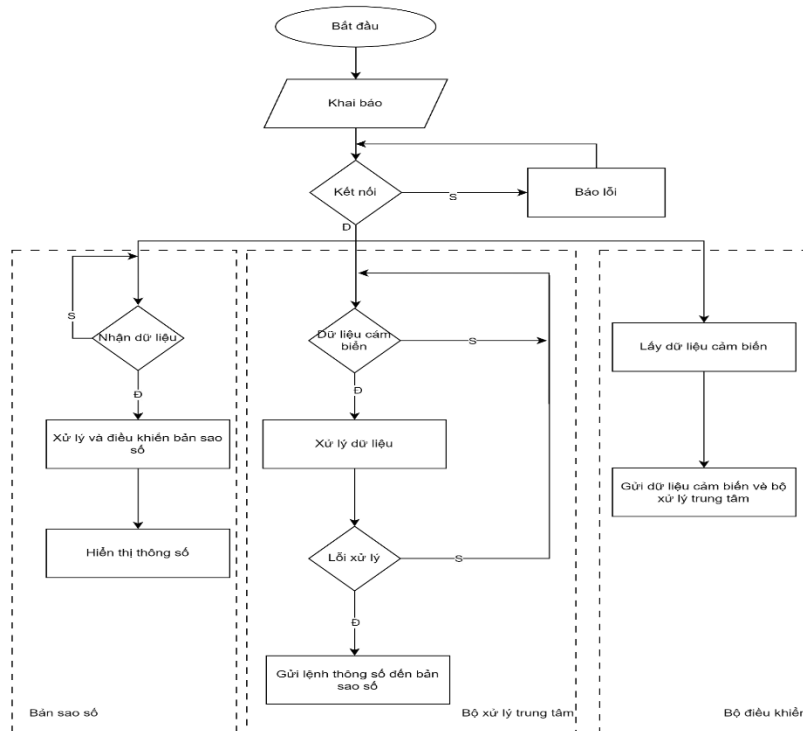 Bắt đầu
Khai báo
Kết nối
S
Báo lỗi
D
S
Nhận dữ liệu
Đ
Xử lý và điều khiển bản sao
số
Hiển thị thông số
Bản sao số
Dữ liệu cảm
biến
S
Đ
Xử lý dữ liệu
Lỗi xử lý
S
Đ
Gửi lệnh thông số đến bản
sao số
Bộ xử lý trung tâm
Lấy dữ liệu cảm biến
Gửi dữ liệu cảm biến về bộ
xử lý trung tâm
Bộ điều khiển